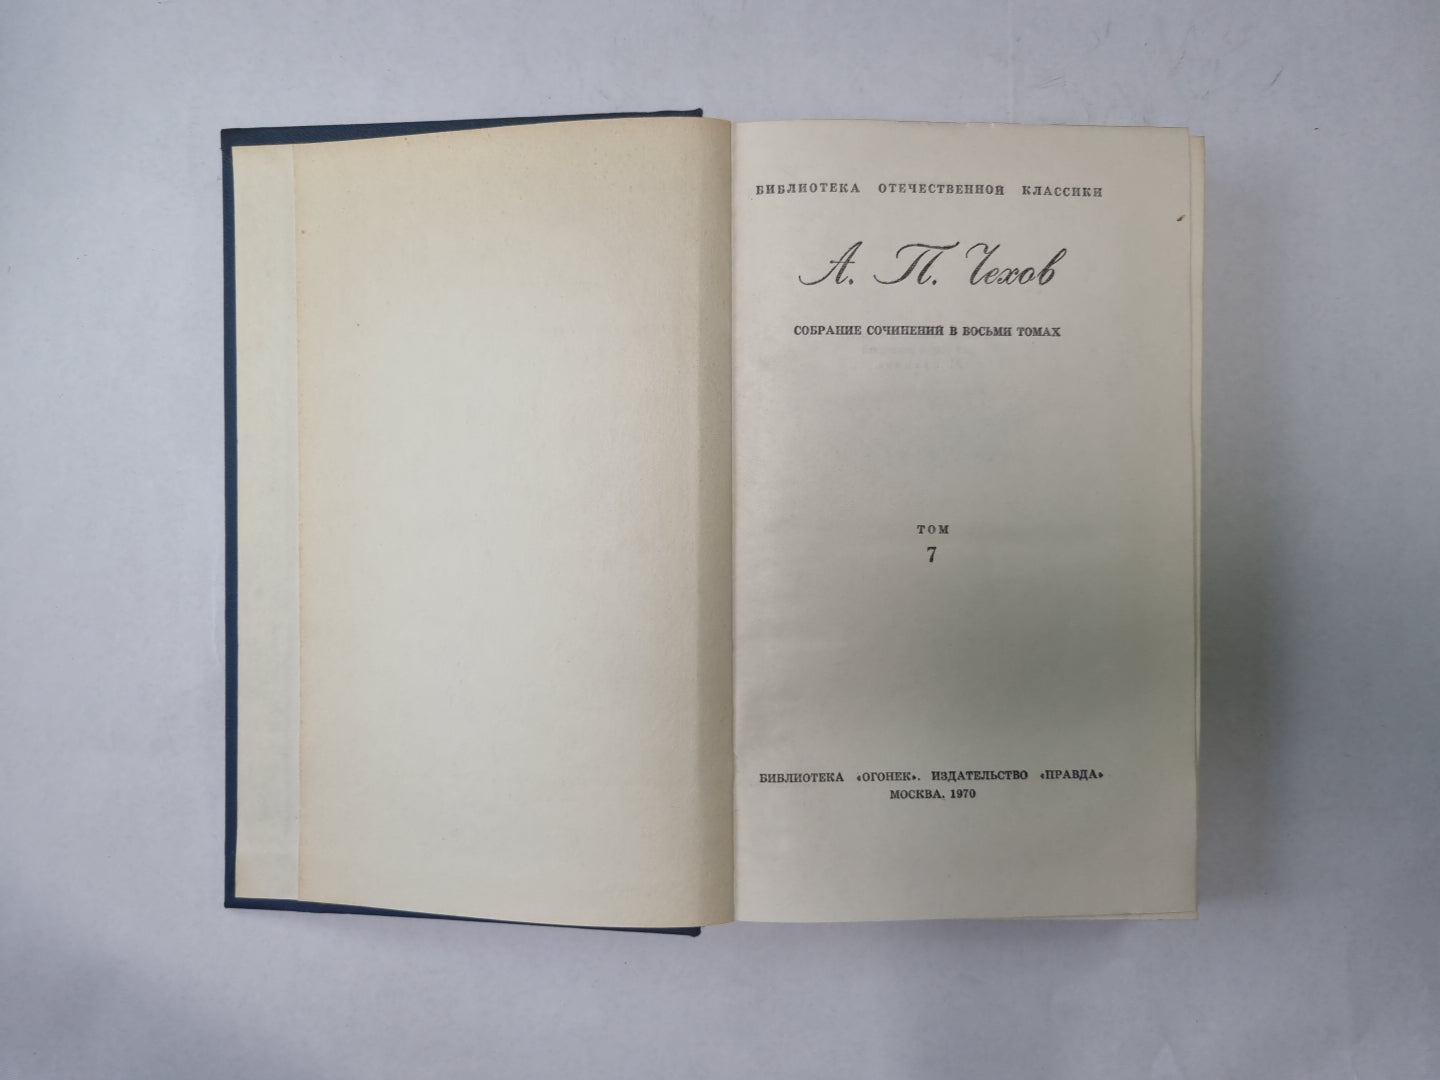 БИБЛИОТЕКА ОТЕЧЕСТВЕННОЙ КЛАССИКИ
А. П. Чехов
СОБРАНИЕ СОЧИНЕНИЙ В ВОСЬМИ ТОМАХ
ТОМ
7
БИБЛИОТЕКА «ОГОНЕК». ИЗДАТЕЛЬСТВО «ПРАВДА»
МОСКВА. 1970